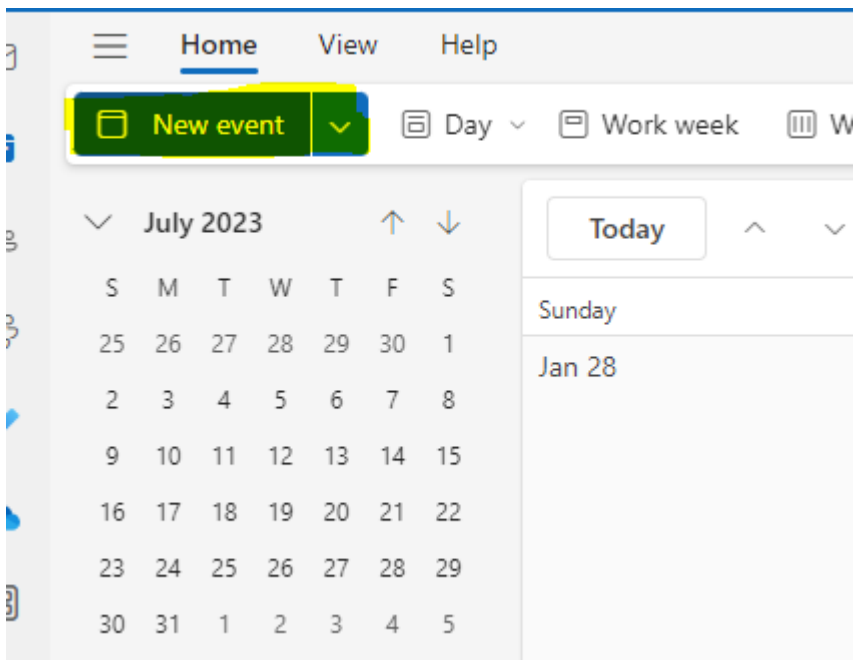 Home View Help
New event Day Work week W
July 2023
S M T W T F S
25 26 27 28 29 30 1
2 3 4 5 6 7 8
9 10 11 12 13 14 15
16 17 18 19 20 21 22
23 24 25 26 27 28 29
30 31 1 2 3 4 5
Today
Sunday
Jan 28